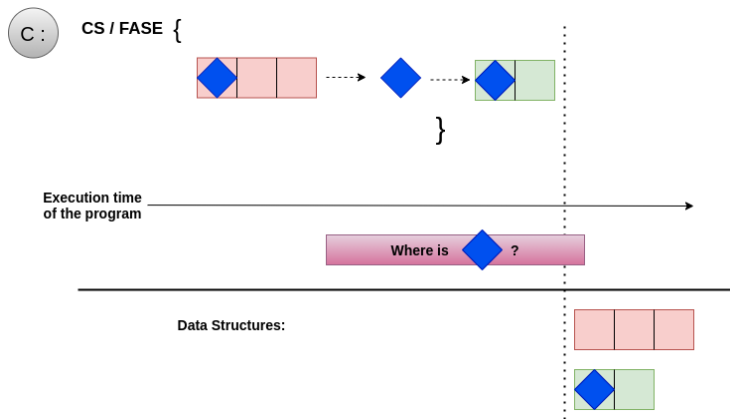 C :
CS / FASE {
}
Execution time
of the program
Where is ?
Data Structures: